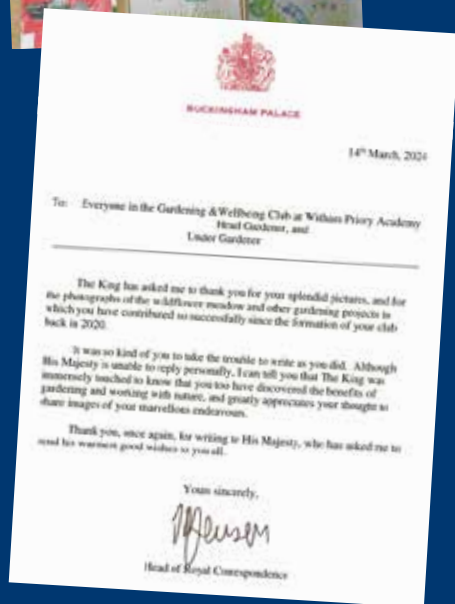 BUCKINGHAM PALACE
14th March, 2024
To: Everyone in the Gardening & Wellbeing Club at Witham Priory Academy
Head Gardener, and
Under Gardener
The King has asked me to thank you for your splendid pictures, and for
the photographs of the wildflower meadow and other gardening projects to
which you have contributed so successfully since the formation of your club
back in 2020.
It was so kind of you to take the trouble to write as you did. Although
His Majesty is unable to reply personally, I can tell you that The King was
immensely touched to know that you too have discovered the benefits of
gardening and working with nature, and greatly appreciates your thought to
share images of your marvellous endeavours.
Thank you, once again, for writing to His Majesty, who has asked me to
send his warmest good wishes to you all.
Yours sincerely,
Head of Royal Correspondence